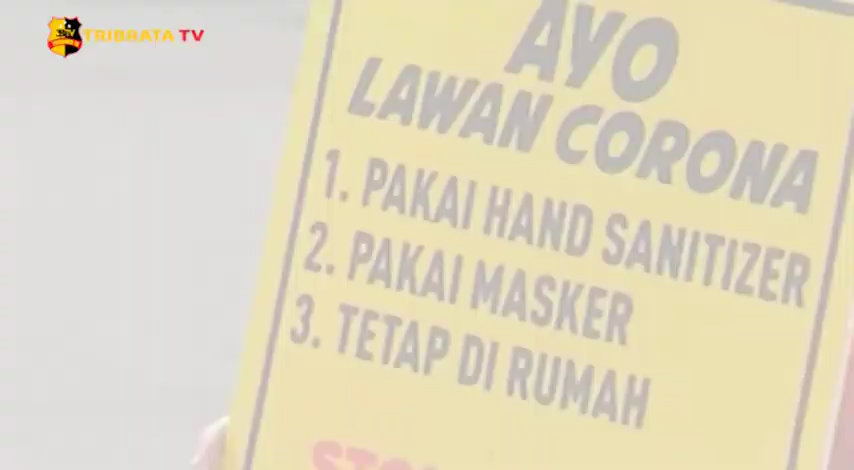 TRIBRATA TV
AYO
LAWAN CORONA
1. PAKAI HAND SANITIZER
2. PAKAI MASKER
3. TETAP DI RUMAH